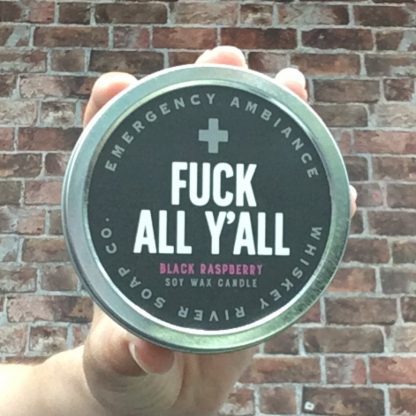 EMERGENCY AMBIANCE
FUCK
ALL Y'ALL
BLACK RASPBERRY
SOY WAX CANDLE
WHISKEY RIVER SOAP CO.